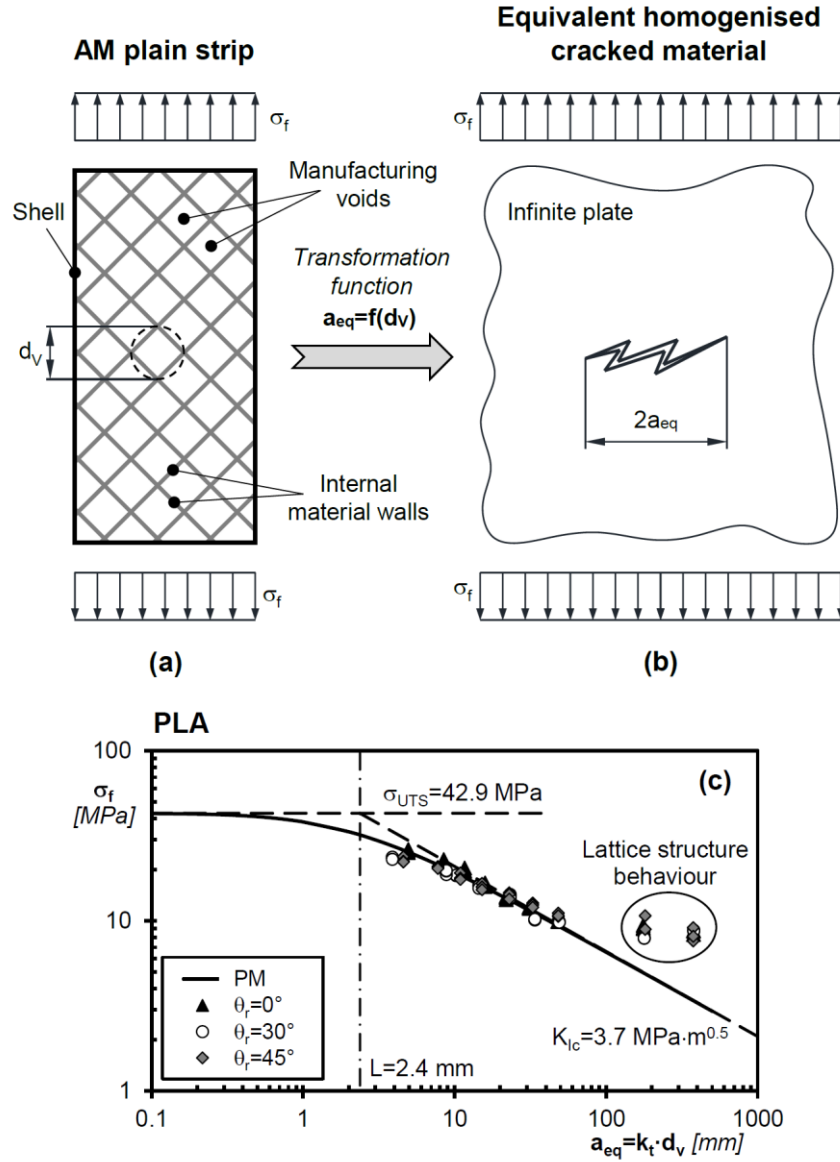 AM plain strip
Equivalent homogenised
cracked material
σf
σf
Manufacturing
voids
Shell
Infinite plate
Transformation
function
aeq=f(dV)
dV
2aeq
Internal
material walls
σf
σf
(a)
(b)
PLA
100
σf
[MPa]
(c)
σUTS=42.9 MPa
Lattice structure
behaviour
10
PM
θr=0°
θr=30°
θr=45°
KIc=3.7 MPa·m0.5
L=2.4 mm
1
0.1
1
10
100
1000
aeq=kt·dv [mm]